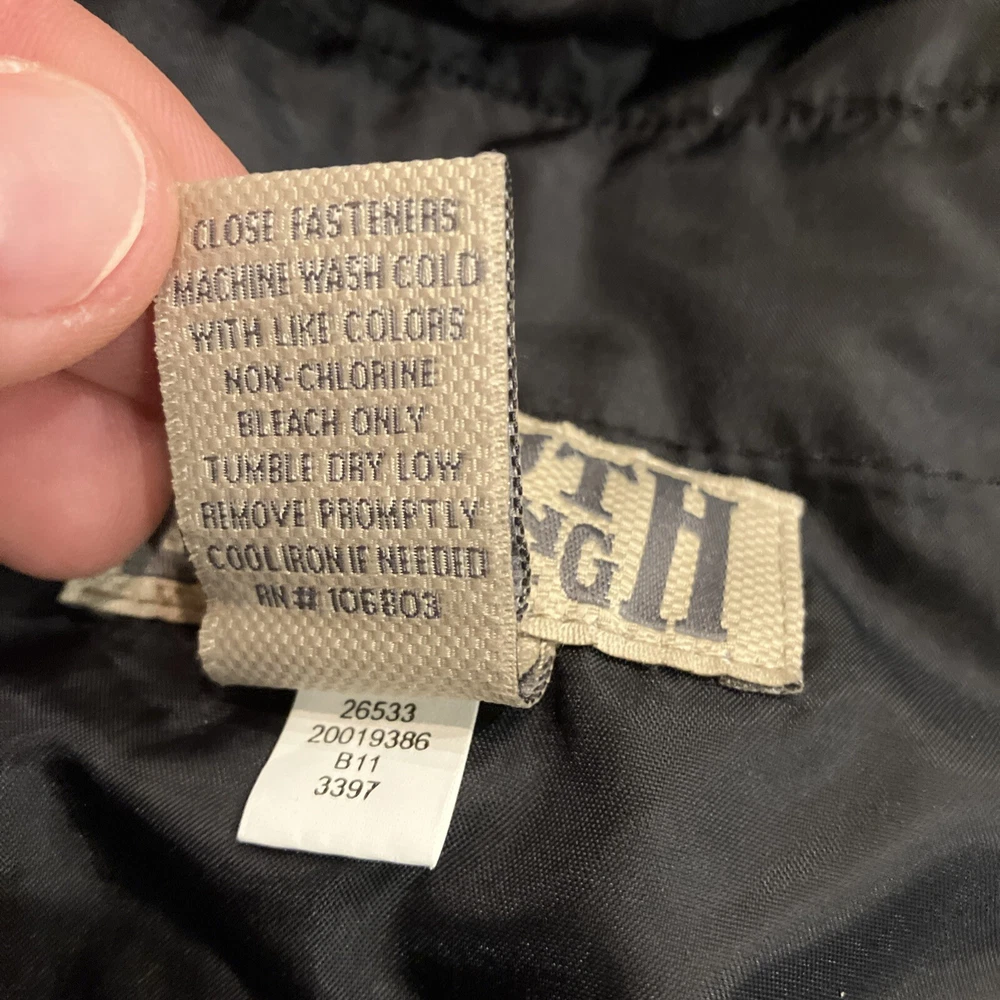 CLOSE FASTENERS
MACHINE WASH COLD
WITH LIKE COLORS
NON-CHLORINE
BLEACH ONLY
TUMBLE DRY LOW
REMOVE PROMPTLY
COOL IRON IF NEEDED
RN# 106803
26533
20019386
B11
3397